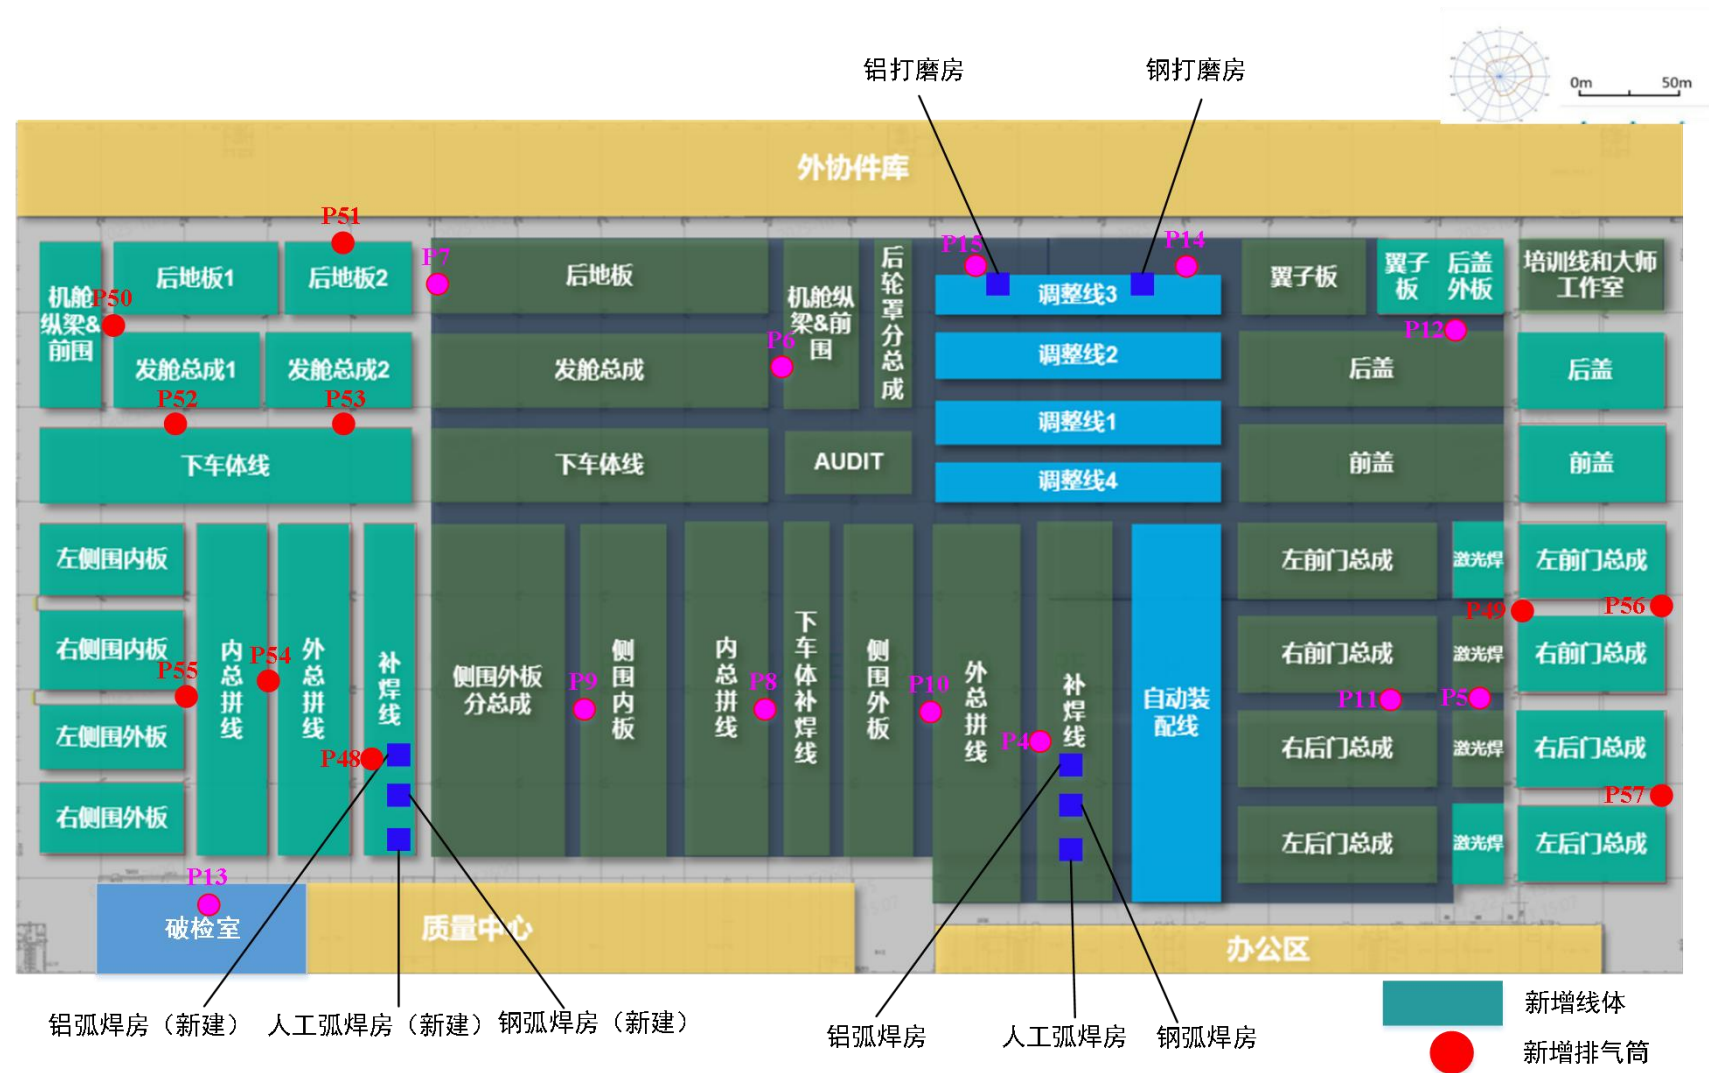 铝打磨房
钢打磨房
0m
50m
外协件库
P51
P7
P15
P14
机舱
纵梁&
前围
P50
后地板1
后地板2
后地板
机舱纵
梁&前
围
后
轮
罩
分
总
成
调整线3
翼子板
翼子
板
后盖
外板
培训线和大师
工作室
P12
P6
发舱总成1
发舱总成2
发舱总成
调整线2
后盖
后盖
P52
P53
调整线1
下车体线
下车体线
AUDIT
调整线4
前盖
前盖
左侧围内板
右侧围内板
左侧围外板
右侧围外板
P55
内
总
拼
线
P54
外
总
拼
线
补
焊
线
P48
侧围外板
分总成
P9
侧
围
内
板
内
总
拼
线
P8
下
车
体
补
焊
线
侧
围
外
板
P10
外
总
拼
线
P4
补
焊
线
自动装
配线
左前门总成
激光焊
左前门总成
P49
P56
右前门总成
激光焊
右前门总成
P11
P5
右后门总成
激光焊
右后门总成
P57
左后门总成
激光焊
左后门总成
P13
破检室
质量中心
办公区
铝弧焊房（新建）
人工弧焊房（新建）
钢弧焊房（新建）
铝弧焊房
人工弧焊房
钢弧焊房
新增线体
新增排气筒